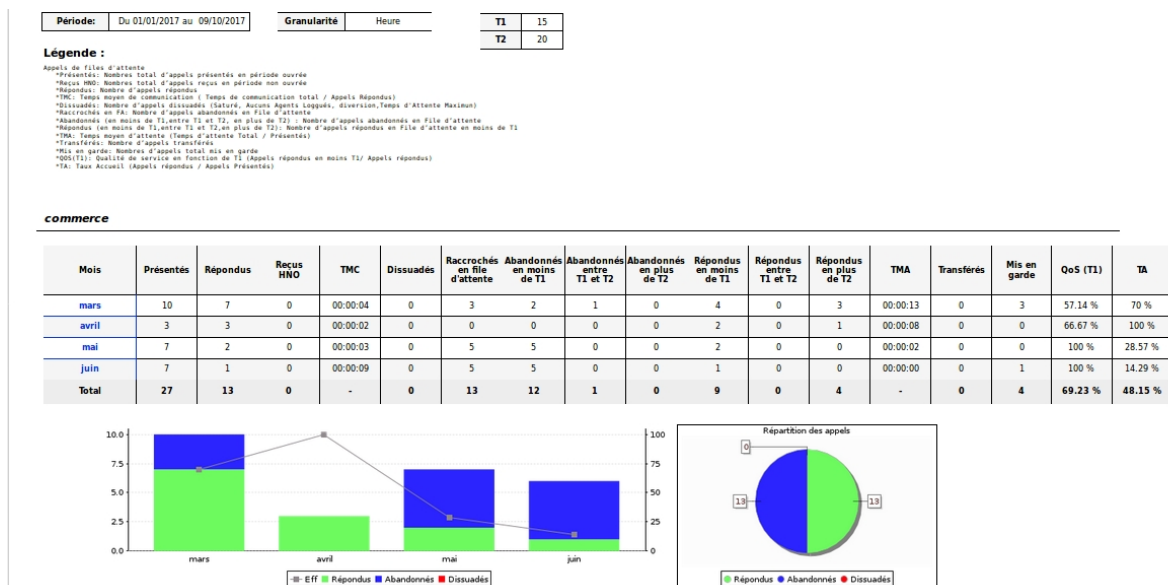 Période: Du 01/01/2017 au 09/10/2017 Granularité Heure T1 15
T2 20
Légende :
Appels de files d'attente
*Présentés: Nombres total d'appels présentés en période ouvrée
*Reçus HNO: Nombres total d'appels reçus en période non ouvrée
*Répondus: Nombre d'appels répondus
*TMC: Temps moyen de communication ( Temps de communication total / Appels Répondus)
*Dissuadés: Nombre d'appels dissuadés (Saturé, Aucuns Agents Loggués, diversion,Temps d'Attente Maximun)
*Raccrochés en FA: Nombre d'appels abandonnés en File d'attente
*Abandonnés (en moins de T1,entre T1 et T2, en plus de T2) : Nombre d'appels abandonnés en File d'attente
*Répondus (en moins de T1,entre T1 et T2,en plus de T2): Nombre d'appels répondus en File d'attente en moins de T1
*TMA: Temps moyen d'attente (Temps d'attente Total / Présentés)
*Transférés: Nombre d'appels transférés
*Mis en garde: Nombres d'appels total mis en garde
*QOS(T1): Qualité de service en fonction de T1 (Appels répondus en moins T1/ Appels répondus)
*TA: Taux Accueil (Appels répondus / Appels Présentés)
commerce
Mois Présentés Répondus Reçus HNO TMC Dissuadés Raccrochés en file d'attente Abandonnés en moins de T1 Abandonnés entre T1 et T2 Abandonnés en plus de T2 Répondus en moins de T1 Répondus entre T1 et T2 Répondus en plus de T2 TMA Transférés Mis en garde QoS (T1) TA
mars 10 7 0 00:00:04 0 3 2 1 0 4 0 3 00:00:13 0 3 57.14 % 70 %
avril 3 3 0 00:00:02 0 0 0 0 0 2 0 1 00:00:08 0 0 66.67 % 100 %
mai 7 2 0 00:00:03 0 5 5 0 0 2 0 0 00:00:02 0 0 100 % 28.57 %
juin 7 1 0 00:00:09 0 5 5 0 0 1 0 0 00:00:00 0 1 100 % 14.29 %
Total 27 13 0 - 0 13 12 1 0 9 0 4 - 0 4 69.23 % 48.15 %
10.0 100
7.5 75
5.0 50
2.5 25
0.0 0
mars avril mai juin
Eff Répondus Abandonnés Dissuadés
Répartition des appels
0
13 13
Répondus Abandonnés Dissuadés